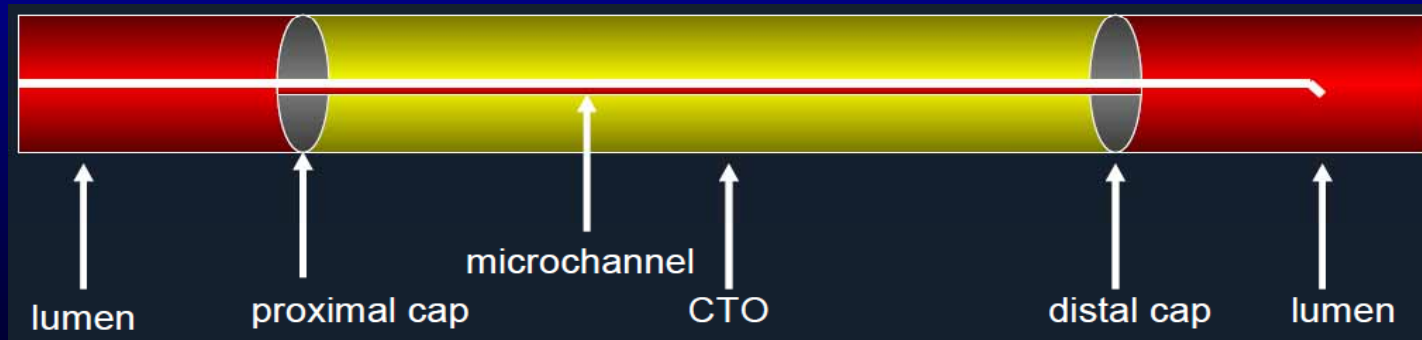 microchannel
lumen
proximal cap
CTO
distal cap
lumen